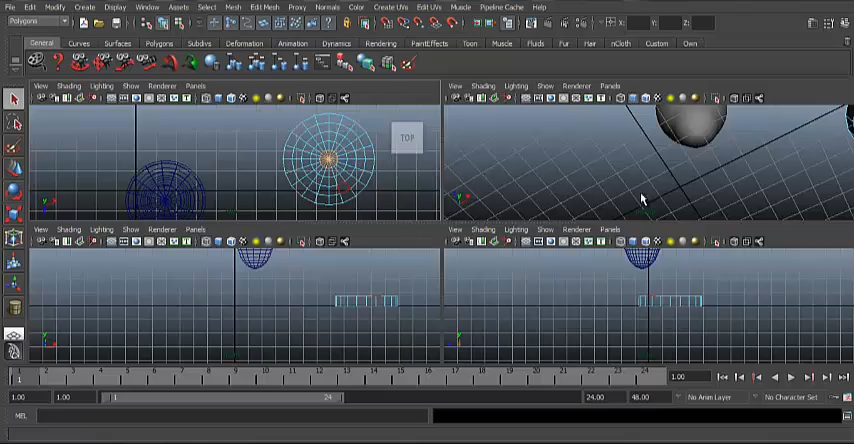 File Edit Modify Create Display Window Assets Select Mesh Edit Mesh Proxy Normals Color Create UVs Edit UVs Muscle Pipeline Cache Help
Polygons X: Y: Z:
General Curves Surfaces Polygons Subdivs Deformation Animation Dynamics Rendering PaintEffects Toon Muscle Fluids Fur Hair nCloth Custom Own
View Shading Lighting Show Renderer Panels
View Shading Lighting Show Renderer Panels
TOP
View Shading Lighting Show Renderer Panels
View Shading Lighting Show Renderer Panels
1 2 3 4 5 6 7 8 9 10 11 12 13 14 15 16 17 18 19 20 21 22 23 24 1.00
1
1.00 1.00 1 24 24.00 48.00 No Anim Layer No Character Set
MEL